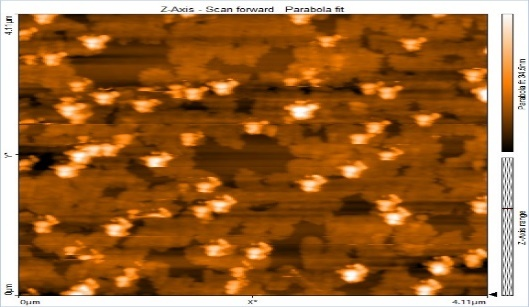 Z-Axis - Scan forward Parabola fit
4.11µm
Y*
0µm
0µm
X*
4.11µm
Parabola fit 34.6nm
Z-Axis range